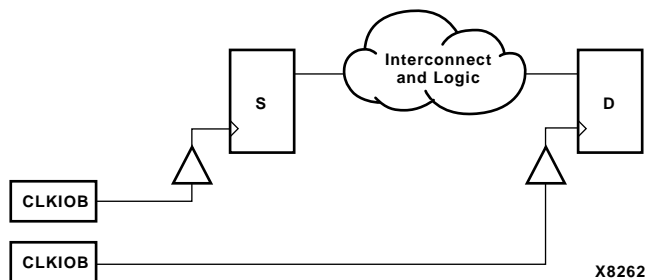 Interconnect
and Logic
S
D
CLKIOB
CLKIOB
X8262